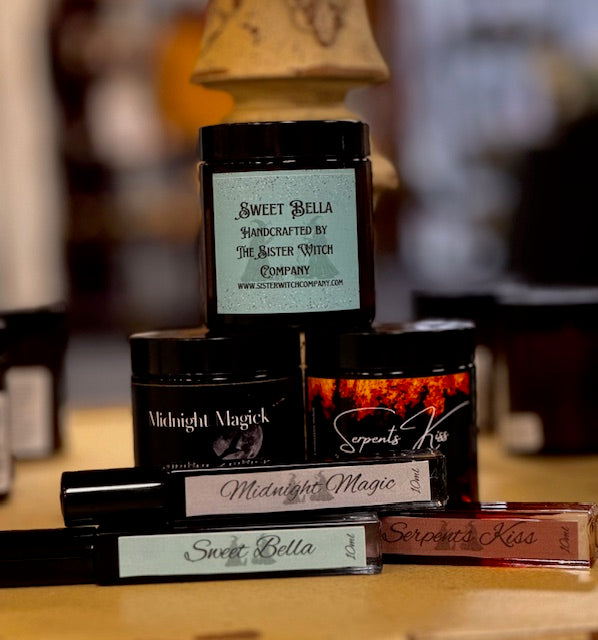 Sweet Bella
Handcrafted by
The Sister Witch
Company
www.sisterwitchcompany.com
Midnight Magick
Serpents Kiss
Midnight Magic
10ml
Sweet Bella
10ml
Serpents Kiss
10ml